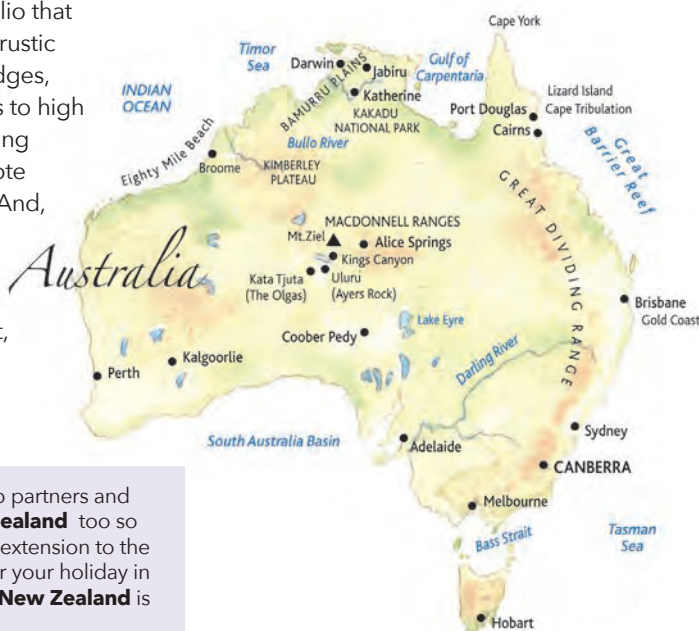 lio that
rustic
dges,
s to high
ng
ote
And,
t,
Australia
Cape York
Timor
Sea
Darwin
Jabiru
Gulf of
Carpentaria
INDIAN
OCEAN
BAMURRU PLAINS
Katherine
KAKADU
NATIONAL PARK
Lizard Island
Cape Tribulation
Port Douglas
Cairns
Great
Barrier Reef
Bullo River
Eighty Mile Beach
Broome
KIMBERLEY
PLATEAU
GREAT DIVIDING RANGE
MACDONNELL RANGES
Mt.Ziel
Alice Springs
Kings Canyon
Kata Tjuta
(The Olgas)
Uluru
(Ayers Rock)
Brisbane
Gold Coast
Lake Eyre
Coober Pedy
Darling River
Kalgoorlie
Perth
Sydney
South Australia Basin
Adelaide
CANBERRA
Melbourne
Bass Strait
Tasman
Sea
Hobart
o partners and
ealand too so
extension to the
r your holiday in
New Zealand is